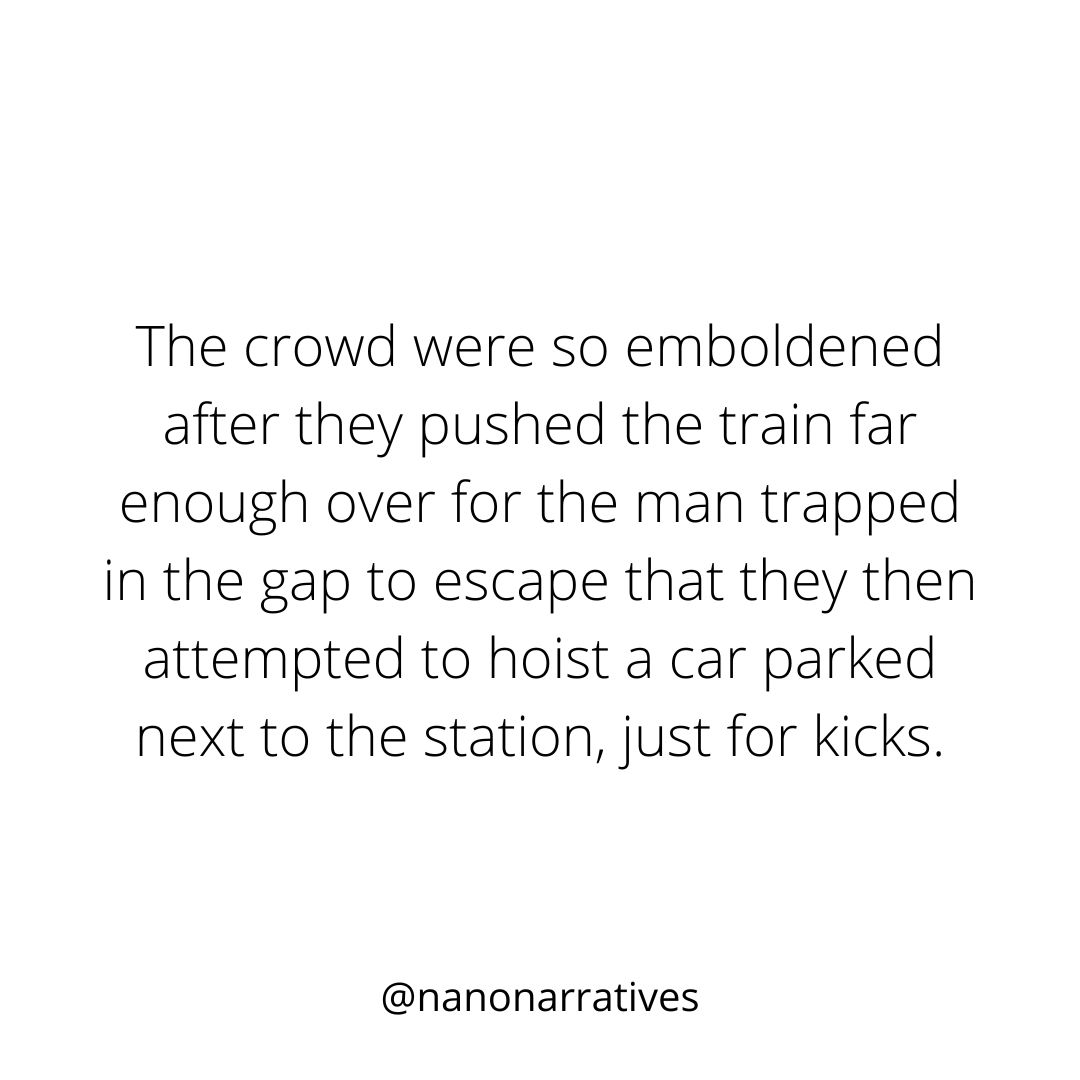 The crowd were so emboldened
after they pushed the train far
enough over for the man trapped
in the gap to escape that they then
attempted to hoist a car parked
next to the station, just for kicks.
@nanonarratives